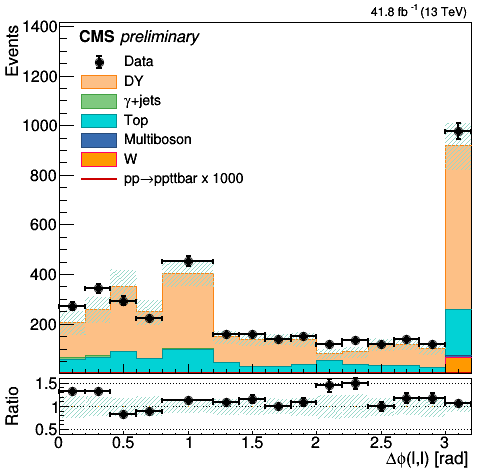 41.8 fb⁻¹ (13 TeV)
CMS preliminary
Data
DY
γ+jets
Top
Multiboson
W
pp→ppttbar x 1000
Events
1400
1200
1000
800
600
400
200
Ratio
1.5
1
0.5
0 0.5 1 1.5 2 2.5 3
Δϕ(l,l) [rad]